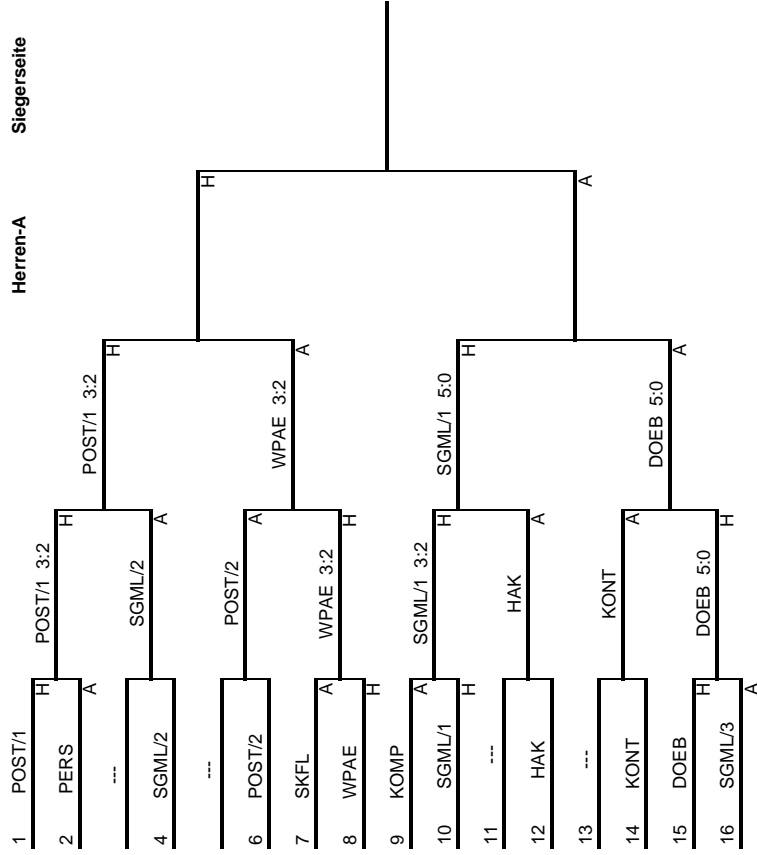 Herren-A Siegerseite
1 POST/1
H
POST/1 3:2
2 PERS
A
H
POST/1 3:2
---
4 SGML/2
SGML/2
A
H
---
6 POST/2
POST/2
A
WPAE 3:2
7 SKFL
A
WPAE 3:2
8 WPAE
H
H
A
H
9 KOMP
A
SGML/1 3:2
10 SGML/1
H
H
SGML/1 5:0
11 ---
12 HAK
HAK
A
H
13 ---
14 KONT
KONT
A
DOEB 5:0
15 DOEB
H
DOEB 5:0
16 SGML/3
A
H
A
A